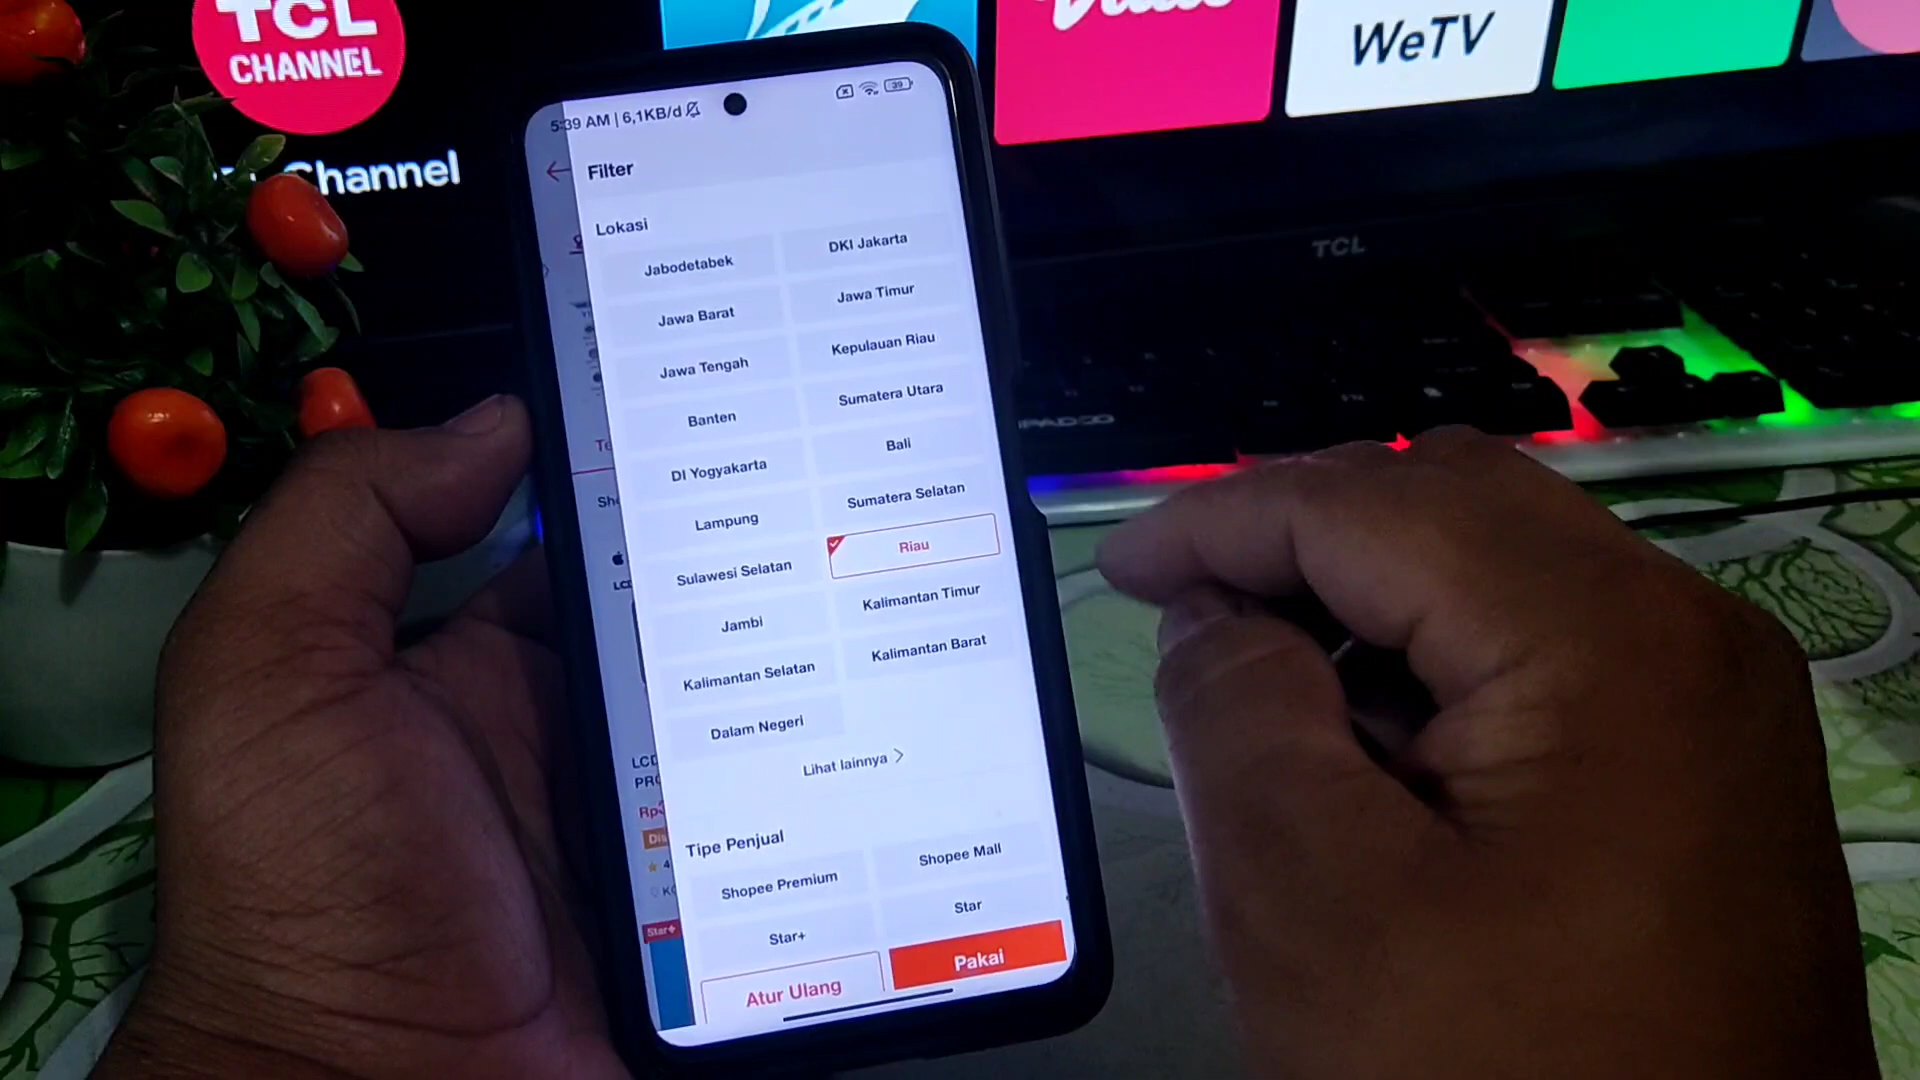 TCL
CHANNEL
Channel
WeTV
TCL
5:39 AM | 6,1KB/d
39
Filter
Lokasi
Jabodetabek
DKI Jakarta
Jawa Barat
Jawa Timur
Jawa Tengah
Kepulauan Riau
Banten
Sumatera Utara
DI Yogyakarta
Bali
Lampung
Sumatera Selatan
Sulawesi Selatan
Riau
Jambi
Kalimantan Timur
Kalimantan Selatan
Kalimantan Barat
Dalam Negeri
Lihat lainnya
Tipe Penjual
Shopee Premium
Shopee Mall
Star+
Star
Atur Ulang
Pakai
Star+